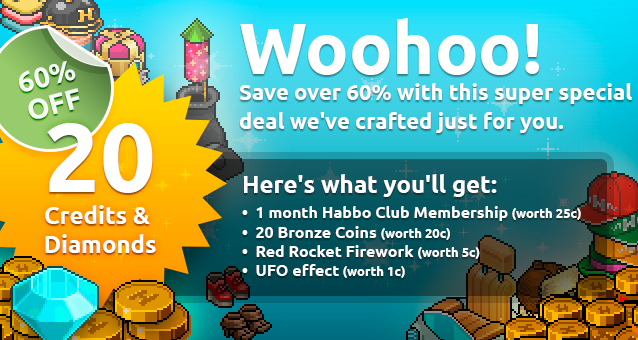 60%
OFF
20
Credits &
Diamonds
Woohoo!
Save over 60% with this super special
deal we've crafted just for you.
Here's what you'll get:
• 1 month Habbo Club Membership (worth 25c)
• 20 Bronze Coins (worth 20c)
• Red Rocket Firework (worth 5c)
• UFO effect (worth 1c)
H